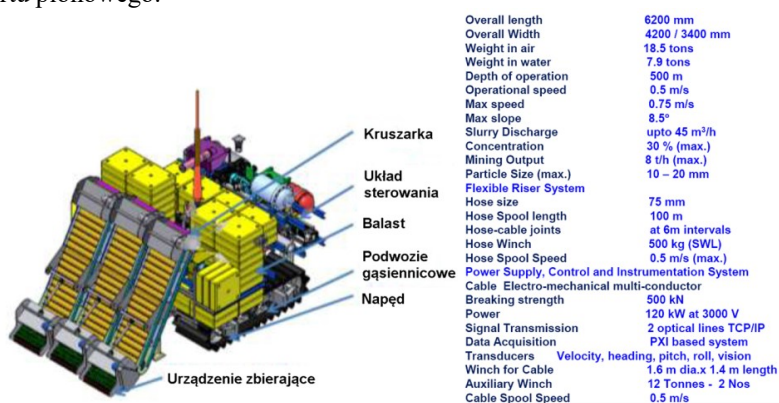 pionowego.
Kruszarka
Układ
sterowania
Balast
Podwozie
gąsiennicowe
Napęd
Urządzenie zbierające
Overall length 6200 mm
Overall Width 4200 / 3400 mm
Weight in air 18.5 tons
Weight in water 7.9 tons
Depth of operation 500 m
Operational speed 0.5 m/s
Max speed 0.75 m/s
Max slope 8.5º
Slurry Discharge upto 45 m³/h
Concentration 30 % (max.)
Mining Output 8 t/h (max.)
Particle Size (max.) 10 – 20 mm
Flexible Riser System
Hose size 75 mm
Hose Spool length 100 m
Hose-cable joints at 6m intervals
Hose Winch 500 kg (SWL)
Hose Spool Speed 0.5 m/s (max.)
Power Supply, Control and Instrumentation System
Cable Electro-mechanical multi-conductor
Breaking strength 500 kN
Power 120 kW at 3000 V
Signal Transmission 2 optical lines TCP/IP
Data Acquisition PXI based system
Transducers Velocity, heading, pitch, roll, vision
Winch for Cable 1.6 m dia.x 1.4 m length
Auxiliary Winch 12 Tonnes - 2 Nos
Cable Spool Speed 0.5 m/s